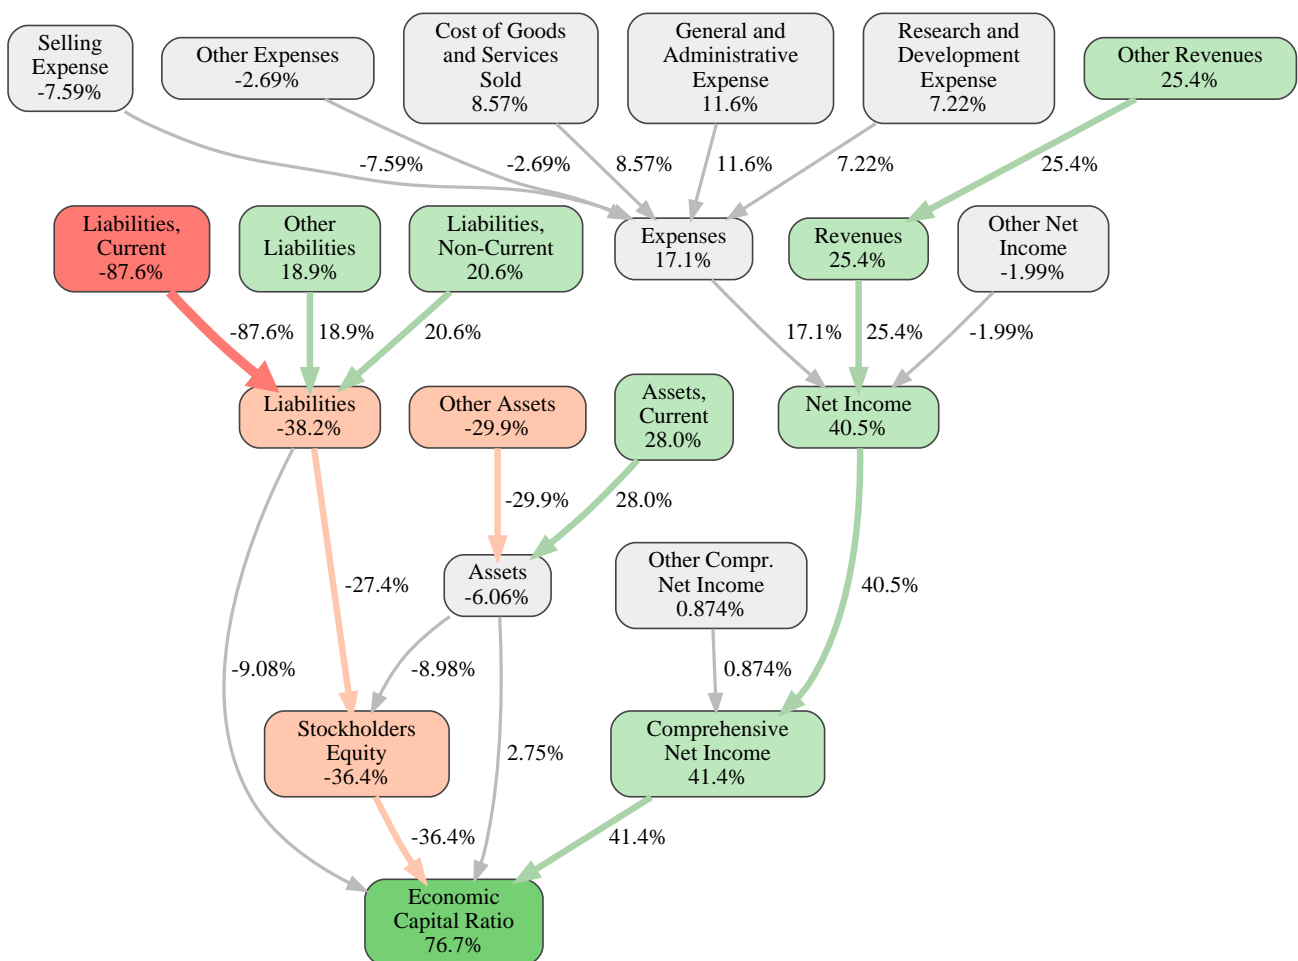 Selling
Expense
-7.59%
Other Expenses
-2.69%
Cost of Goods
and Services
Sold
8.57%
General and
Administrative
Expense
11.6%
Research and
Development
Expense
7.22%
Other Revenues
25.4%
-7.59%
-2.69%
8.57%
11.6%
7.22%
25.4%
Liabilities,
Current
-87.6%
Other
Liabilities
18.9%
Liabilities,
Non-Current
20.6%
Expenses
17.1%
Revenues
25.4%
Other Net
Income
-1.99%
-87.6%
18.9%
20.6%
17.1%
25.4%
-1.99%
Liabilities
-38.2%
Other Assets
-29.9%
Assets,
Current
28.0%
Net Income
40.5%
-29.9%
28.0%
Assets
-6.06%
Other Compr.
Net Income
0.874%
-27.4%
40.5%
-9.08%
-8.98%
0.874%
Stockholders
Equity
-36.4%
2.75%
Comprehensive
Net Income
41.4%
-36.4%
41.4%
Economic
Capital Ratio
76.7%